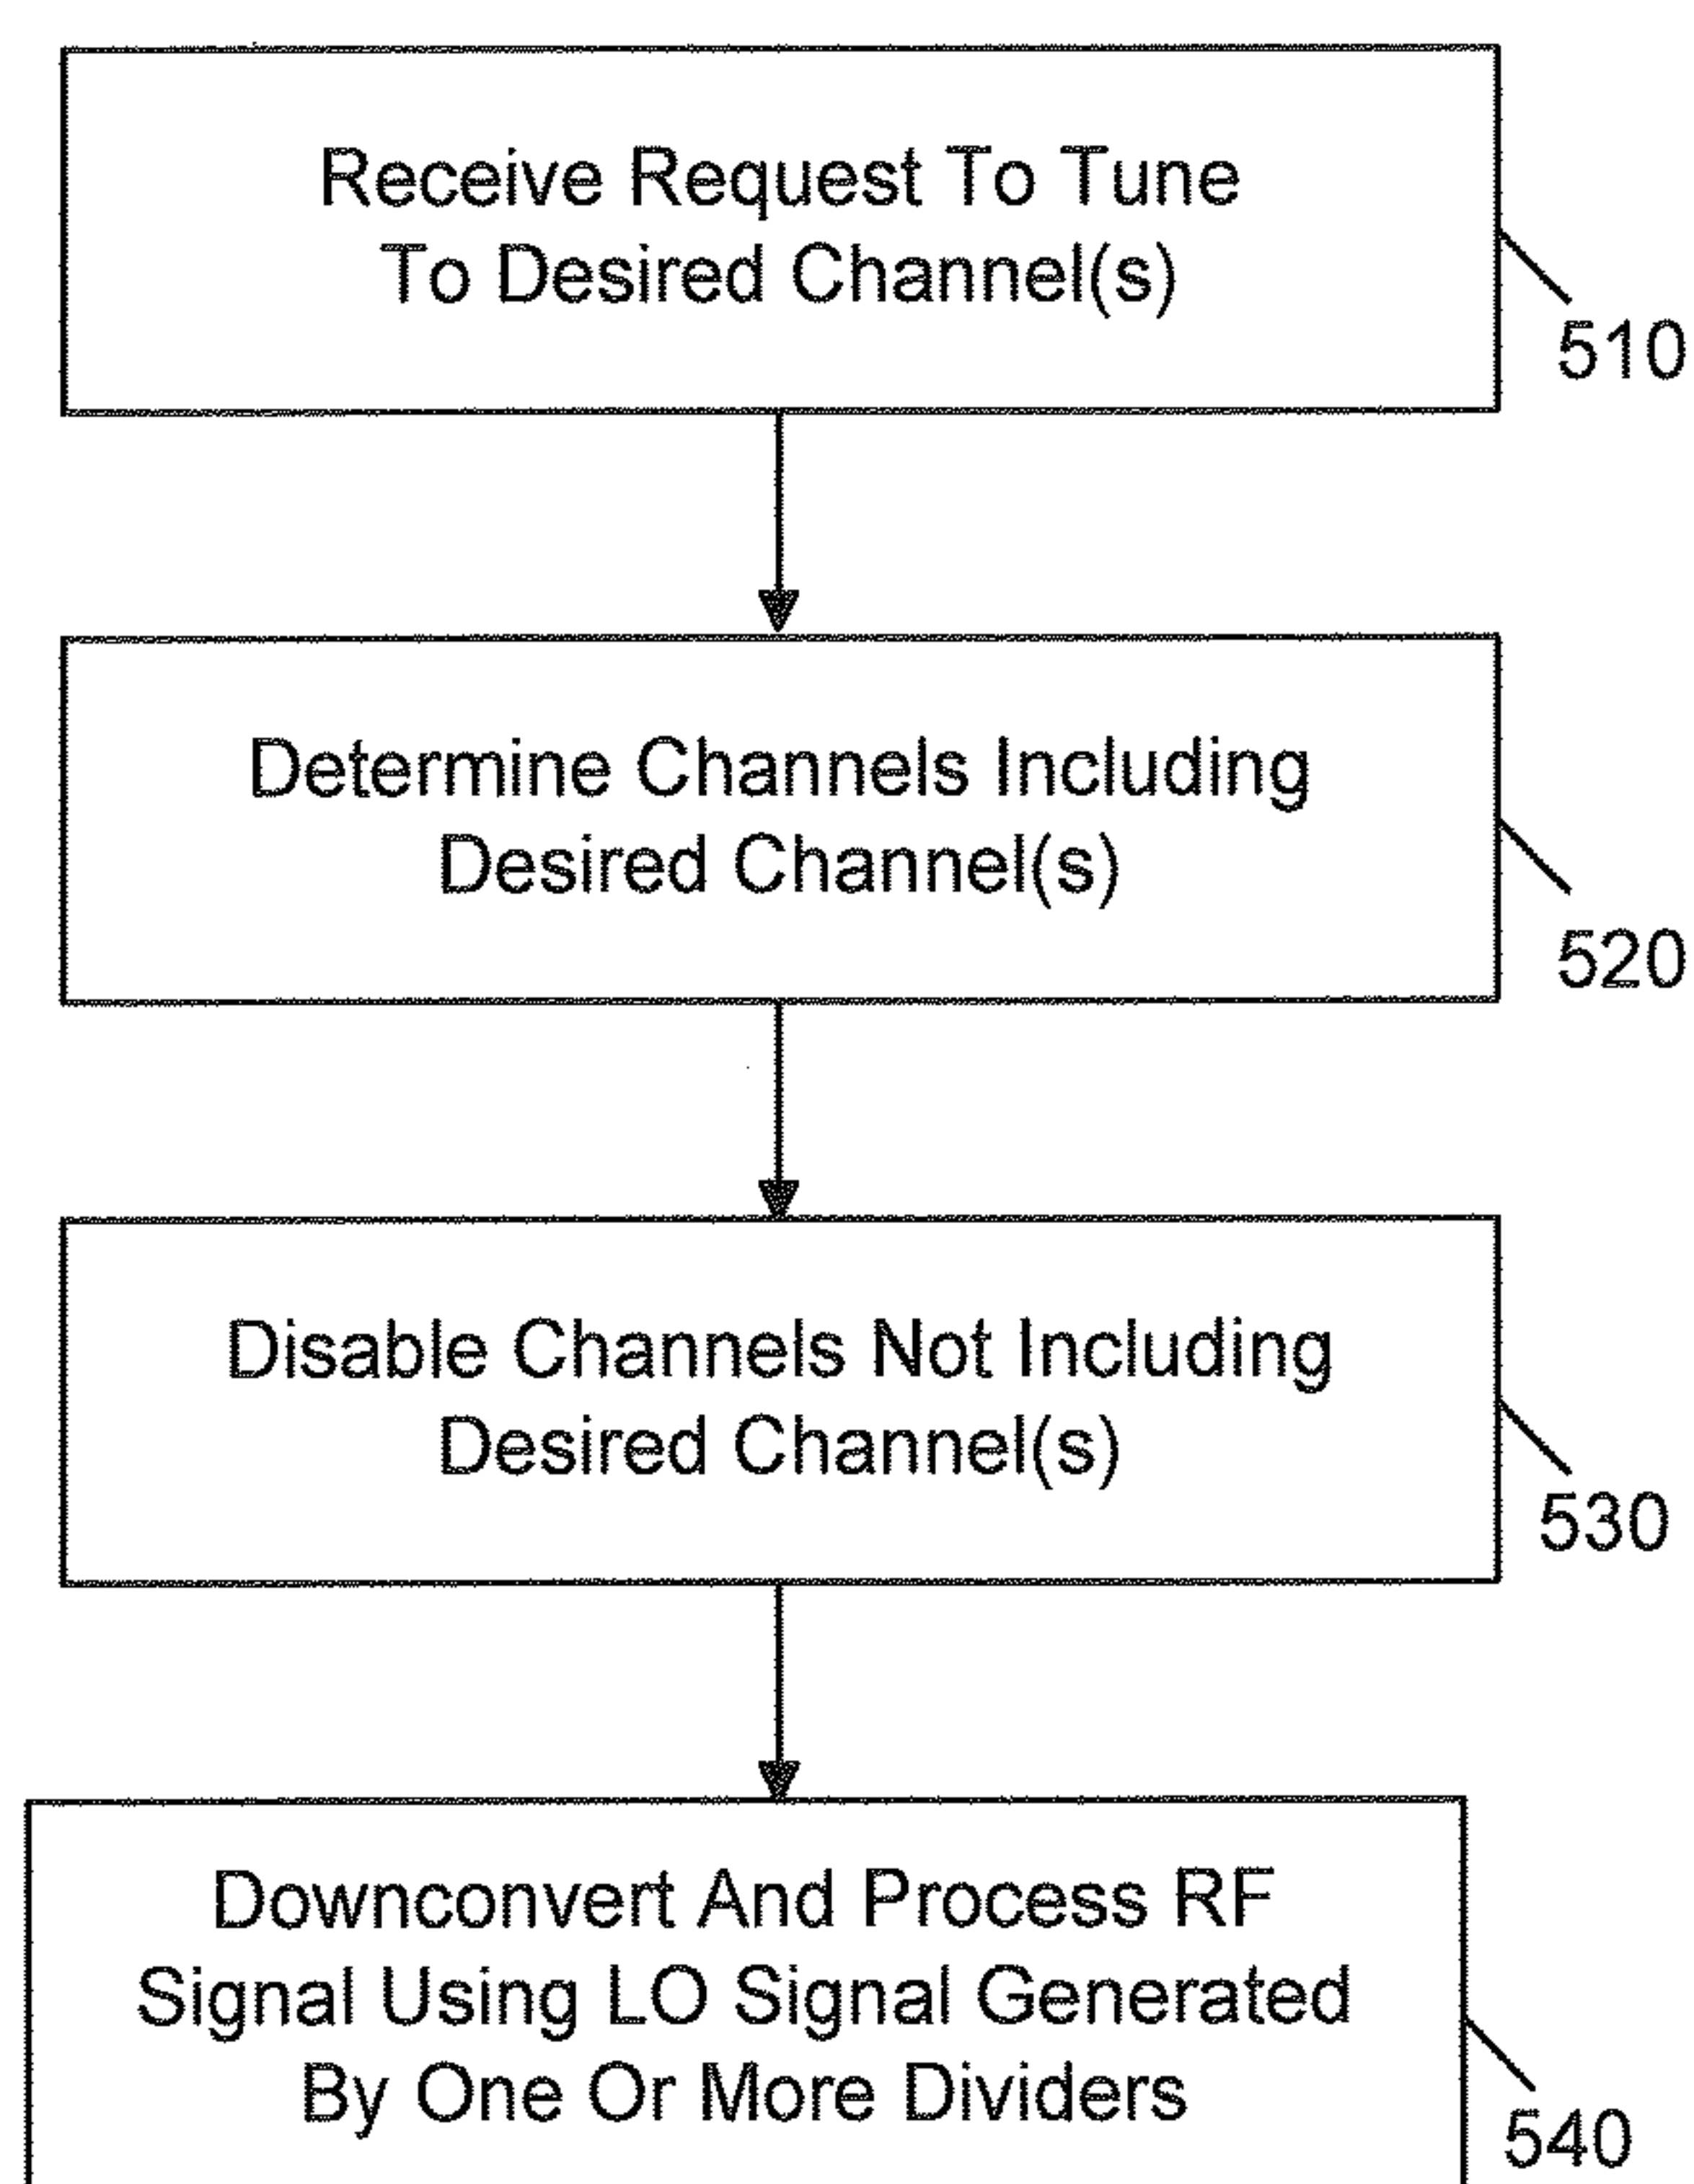 Receive Request To Tune
To Desired Channel(s)
510
Determine Channels Including
Desired Channel(s)
520
Disable Channels Not Including
Desired Channel(s)
530
Downconvert And Process RF
Signal Using LO Signal Generated
By One Or More Dividers
540